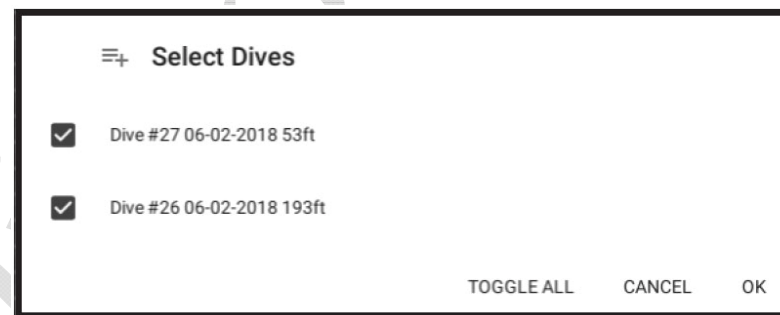 Select Dives
Dive #27 06-02-2018 53ft
Dive #26 06-02-2018 193ft
TOGGLE ALL CANCEL OK